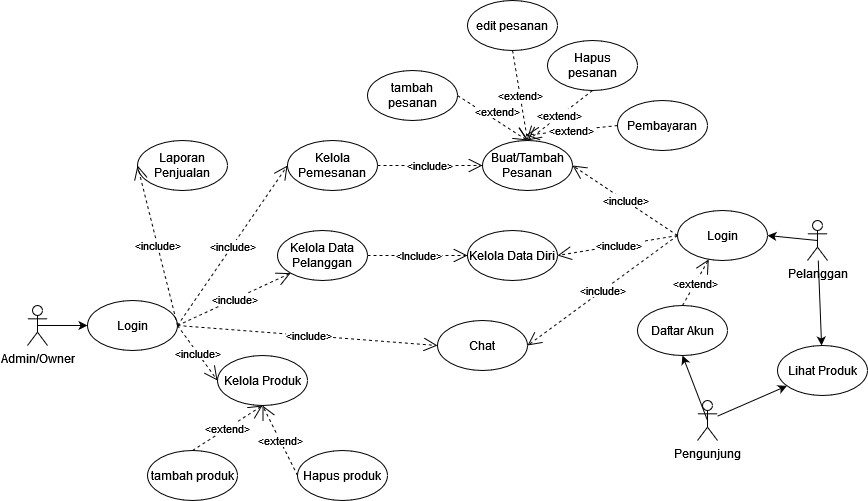 edit pesanan
Hapus
pesanan
tambah
pesanan
<extend>
<extend>
<extend>
<extend>
Pembayaran
Laporan
Penjualan
Kelola
Pemesanan
<include>
Buat/Tambah
Pesanan
<include>
<include>
<include>
Kelola Data
Pelanggan
<Include>
Kelola Data Diri
<include>
Login
Pelanggan
<include>
<include>
<extend>
Login
Admin/Owner
<include>
Chat
Daftar Akun
<include>
Kelola Produk
Lihat Produk
<extend>
<extend>
tambah produk
Hapus produk
Pengunjung